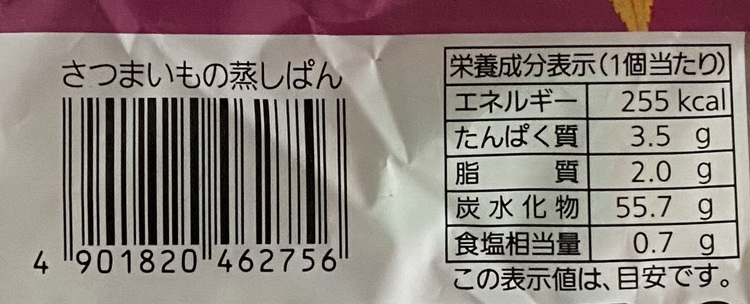 さつまいもの蒸しぱん
4 901820 462756
栄養成分表示(1個当たり)
エネルギー 255 kcal
たんぱく質 3.5 g
脂質 2.0 g
炭水化物 55.7 g
食塩相当量 0.7 g
この表示値は、目安です。